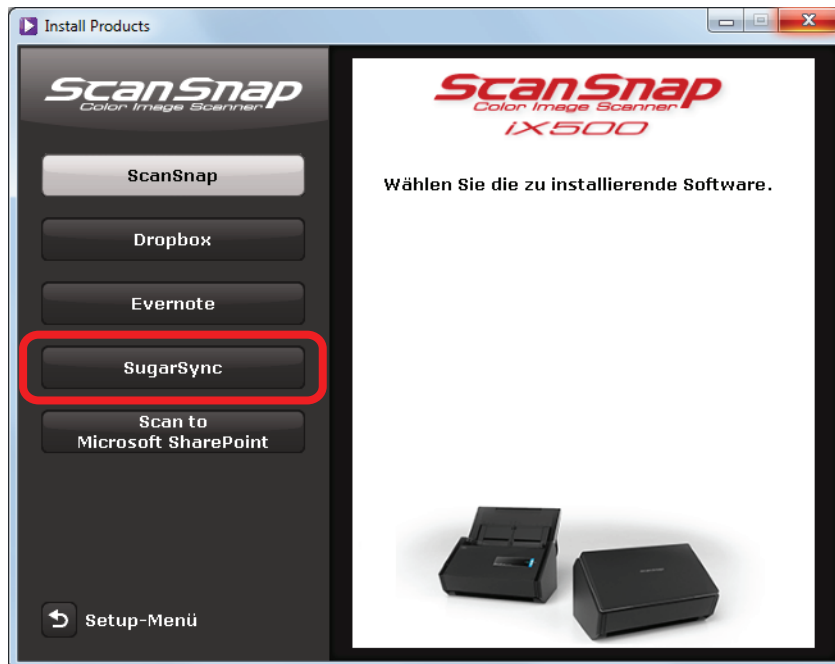 Install Products
ScanSnap
Color Image Scanner
ScanSnap
Dropbox
Evernote
SugarSync
Scan to
Microsoft SharePoint
Setup-Menü
ScanSnap
Color Image Scanner
iX500
Wählen Sie die zu installierende Software.